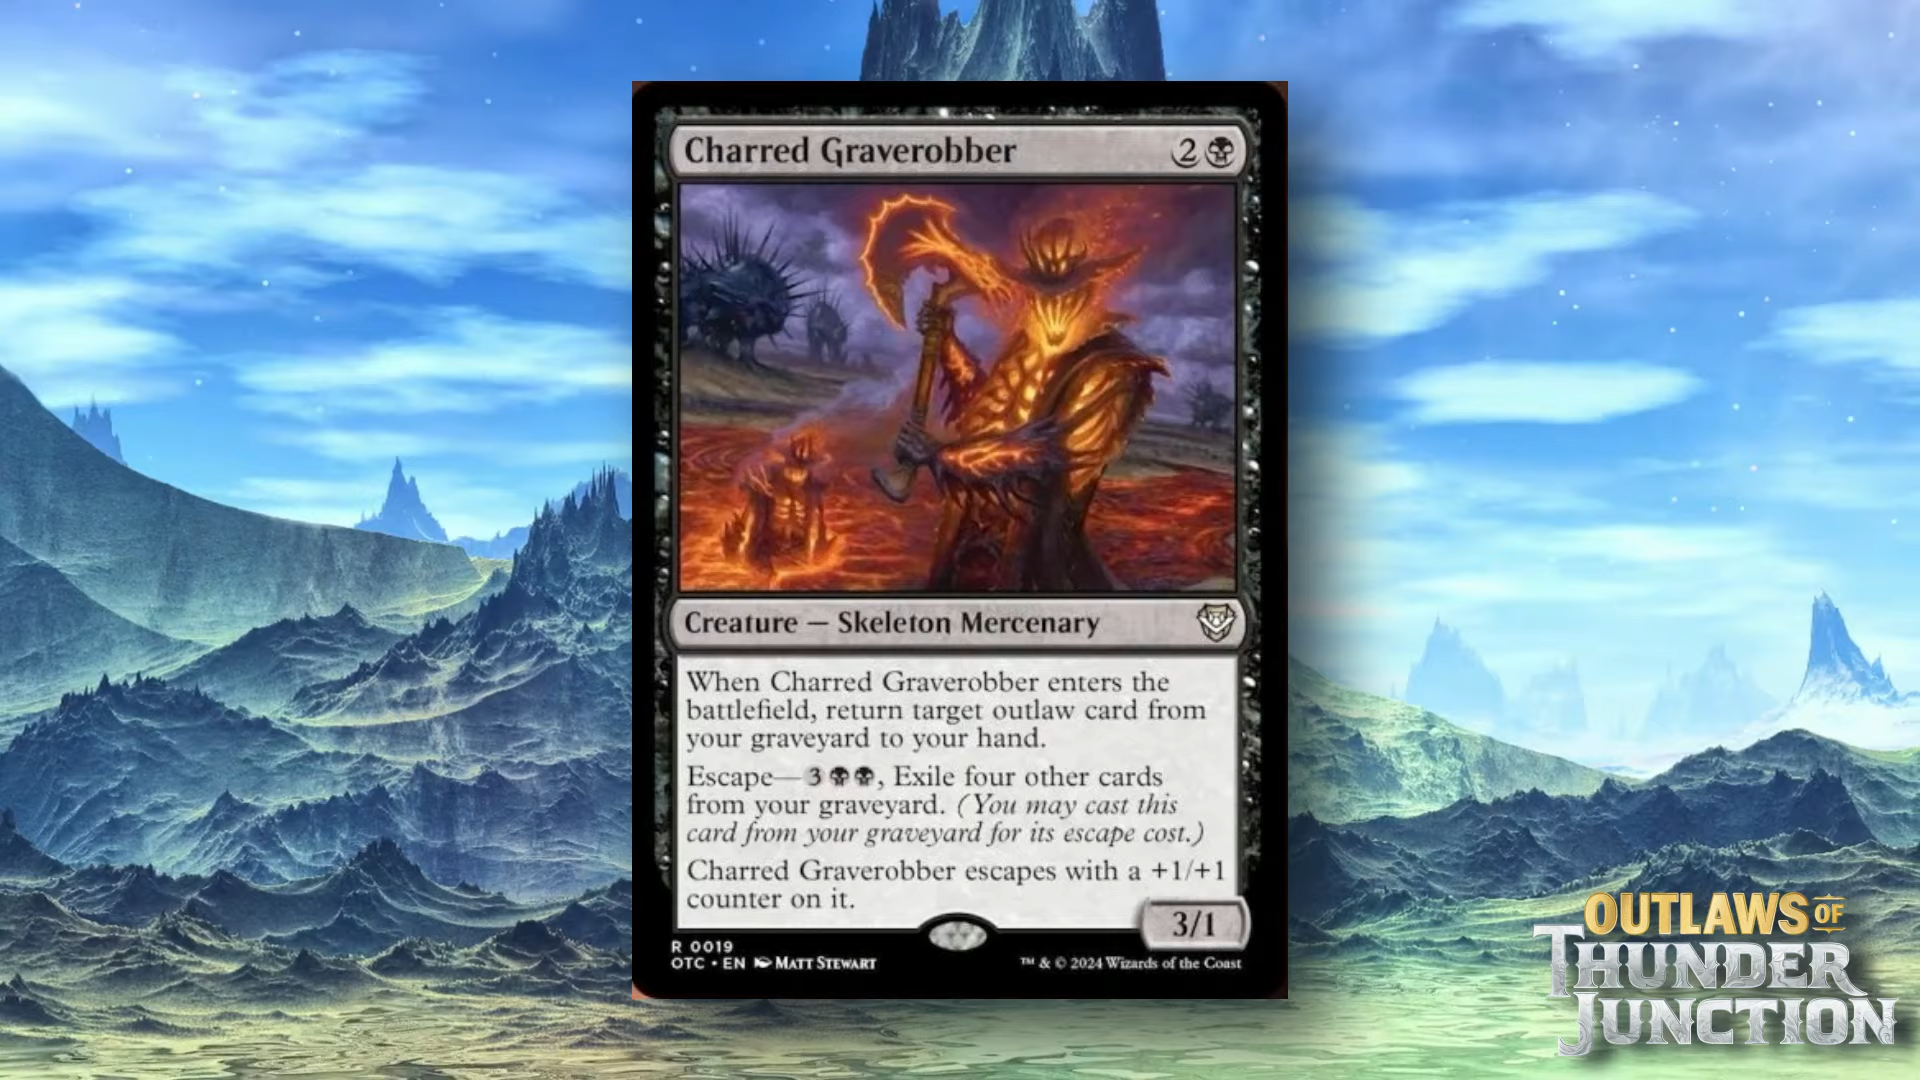 Charred Graverobber 2
Creature — Skeleton Mercenary
When Charred Graverobber enters the
battlefield, return target outlaw card from
your graveyard to your hand.
Escape—3, Exile four other cards
from your graveyard. (You may cast this
card from your graveyard for its escape cost.)
Charred Graverobber escapes with a +1/+1
counter on it.
3/1
R 0019
OTC • EN MATT STEWART
™ & © 2024 Wizards of the Coast
OUTLAWS OF
THUNDER
JUNCTION